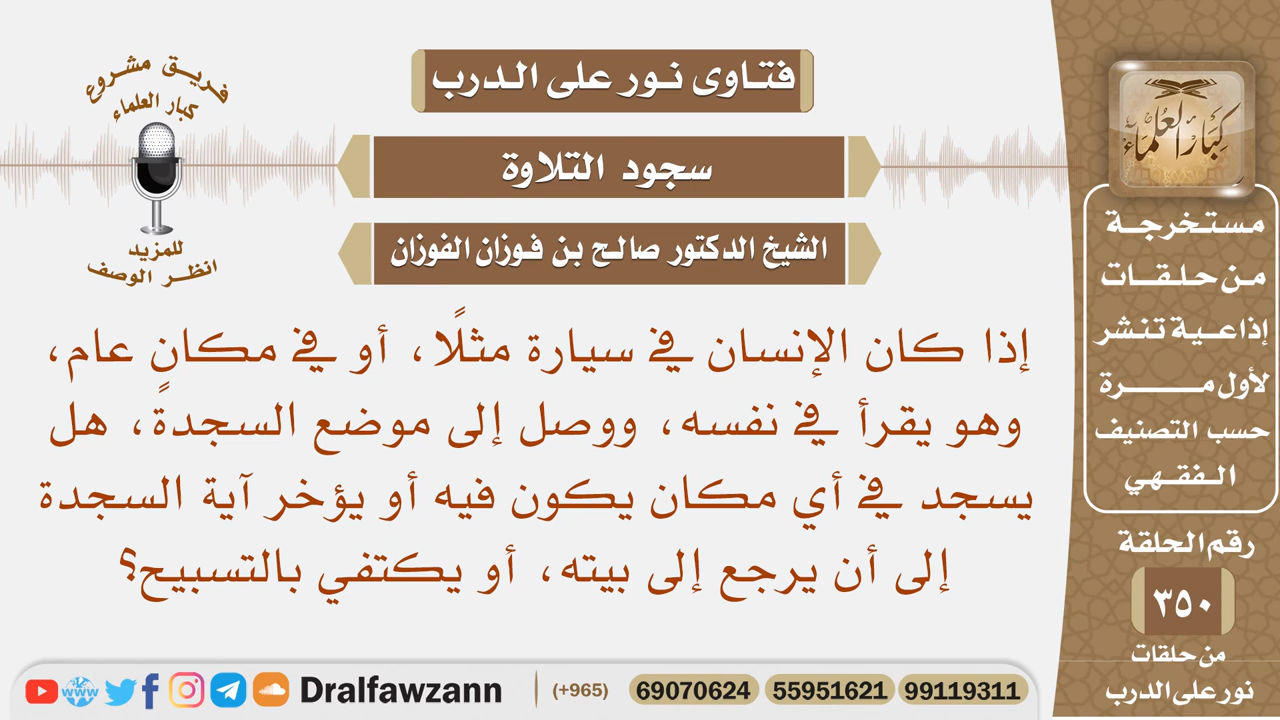 فتاوى نور على الدرب
سجود التلاوة
الشيخ الدكتور صالح بن فوزان الفوزان
إذا كان الإنسان في سيارة مثلًا، أو في مكانٍ عام،
وهو يقرأ في نفسه، ووصل إلى موضع السجدةً، هل
يسجد في أي مكان يكون فيه أو يؤخر آية السجدة
إلى أن يرجع إلى بيته، أو يكتفي بالتسبيح؟
فريق مشروع
كبار العلماء
للمزيد
انظر الوصف
كبار العلماء
مستخرجة
من حلقات
إذاعية تنشر
لأول مرة
حسب التصنيف
الفقهي
رقم الحلقة
٣٥٠
من حلقات
نور على الدرب
www
Dralfawzann
(+965)
69070624
55951621
99119311